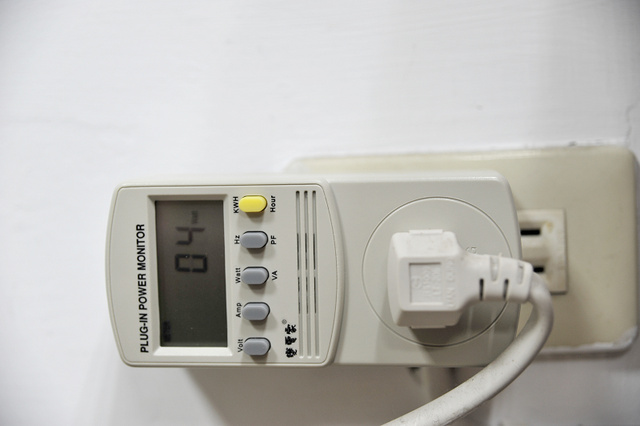 PLUG-IN POWER MONITOR
04
Volt Amp Watt Hz KWH
VA PF Hour